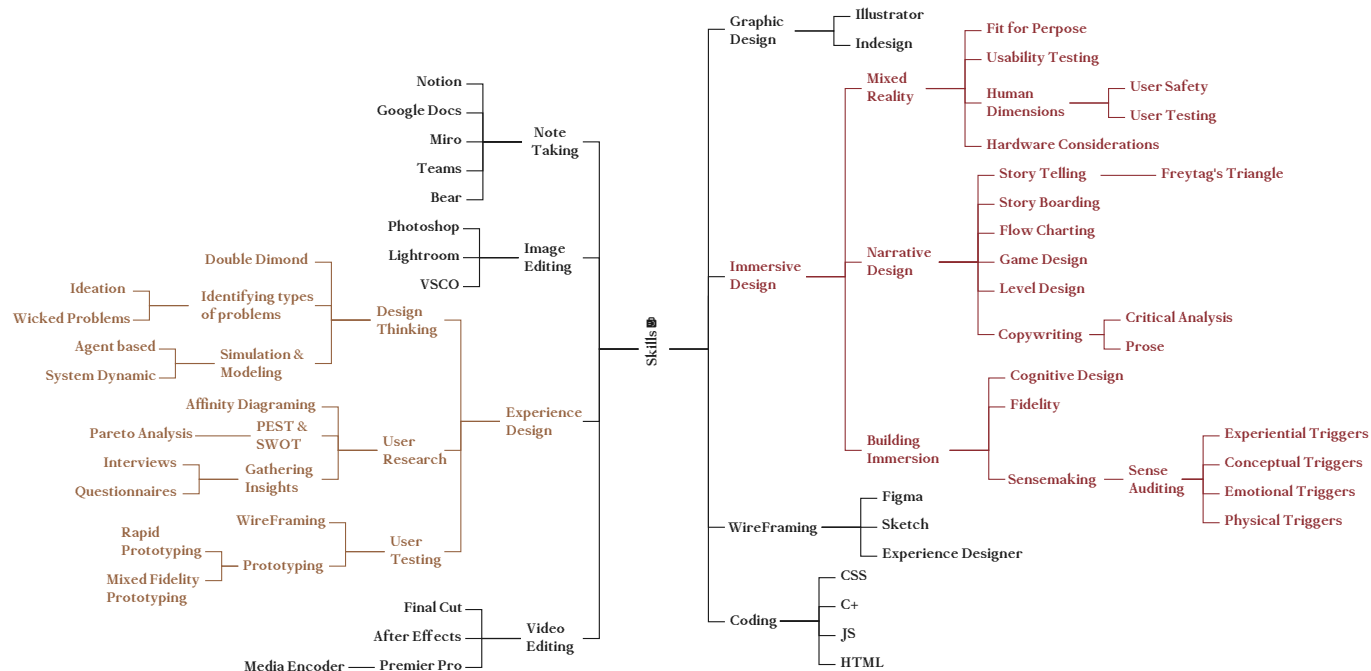 Skills
Note
Taking
Notion
Google Docs
Miro
Teams
Bear
Image
Editing
Photoshop
Lightroom
VSCO
Experience
Design
Design
Thinking
Double Dimond
Identifying types
of problems
Ideation
Wicked Problems
Simulation &
Modeling
Agent based
System Dynamic
User
Research
Affinity Diagraming
PEST &
SWOT
Pareto Analysis
Gathering
Insights
Interviews
Questionnaires
User
Testing
WireFraming
Prototyping
Rapid
Prototyping
Mixed Fidelity
Prototyping
Video
Editing
Final Cut
After Effects
Premier Pro
Media Encoder
Graphic
Design
Illustrator
Indesign
Immersive
Design
Mixed
Reality
Fit for Perpose
Usability Testing
Human
Dimensions
User Safety
User Testing
Hardware Considerations
Narrative
Design
Story Telling
Freytag's Triangle
Story Boarding
Flow Charting
Game Design
Level Design
Copywriting
Critical Analysis
Prose
Building
Immersion
Cognitive Design
Fidelity
Sensemaking
Sense
Auditing
Experiential Triggers
Conceptual Triggers
Emotional Triggers
Physical Triggers
WireFraming
Figma
Sketch
Experience Designer
Coding
CSS
C+
JS
HTML